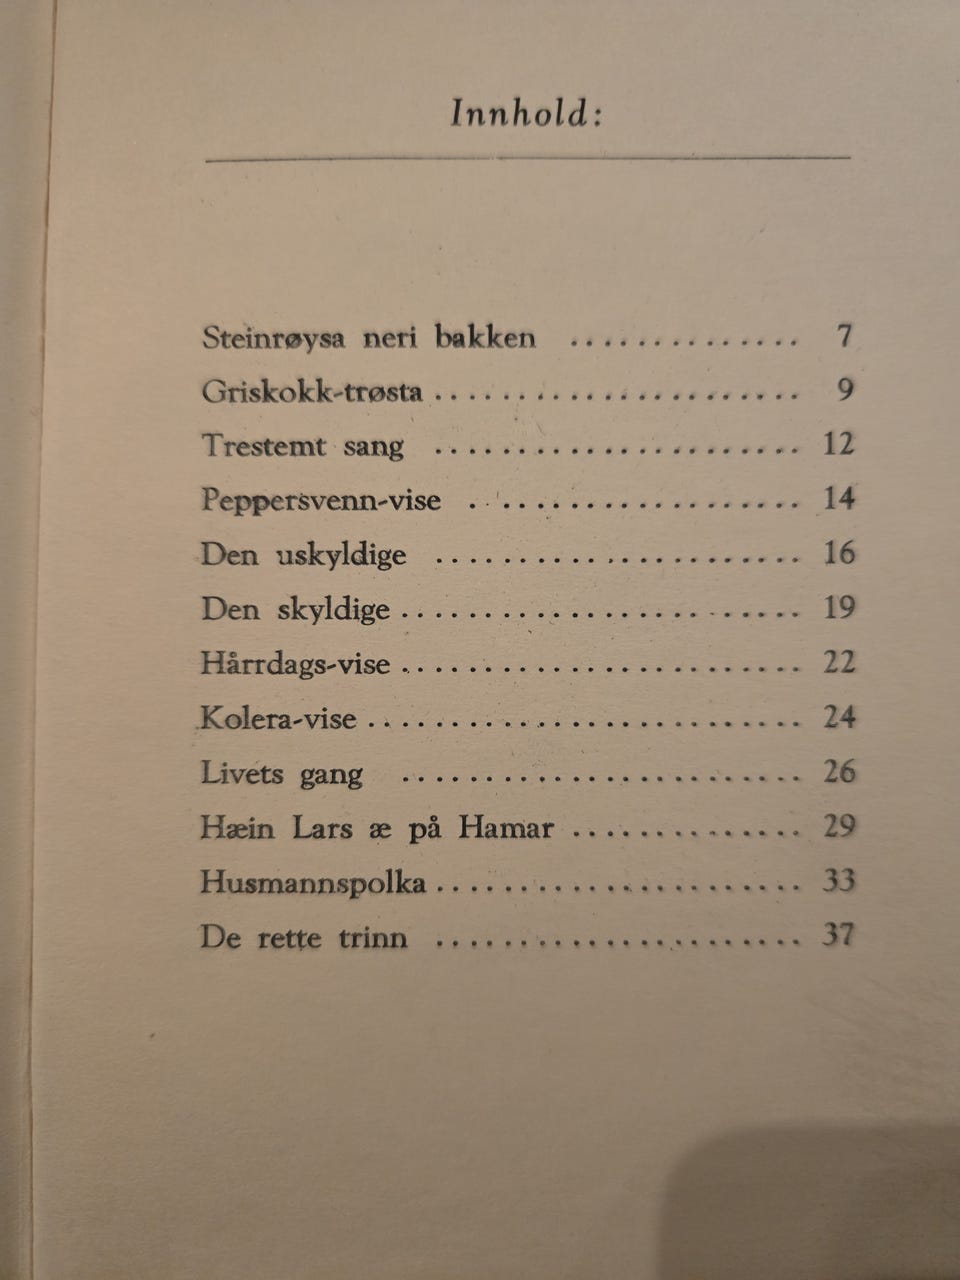 Innhold:
Steinrøysa neri bakken .............. 7
Griskokk-trøsta ...................... 9
Trestemt sang ...................... 12
Peppersvenn-vise .................... 14
Den uskyldige ...................... 16
Den skyldige ........................ 19
Hårrdags-vise ........................ 22
Kolera-vise .......................... 24
Livets gang ........................ 26
Hæin Lars æ på Hamar .............. 29
Husmannspolka ...................... 33
De rette trinn ...................... 37